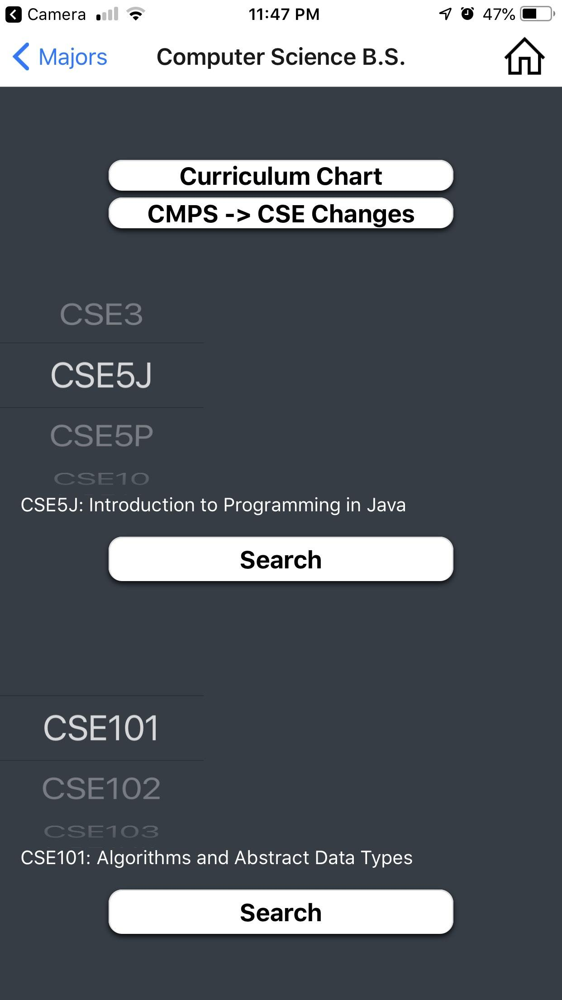 Camera 11:47 PM 47%
Majors Computer Science B.S.
Curriculum Chart
CMPS -> CSE Changes
CSE3
CSE5J
CSE5P
CSE10
CSE5J: Introduction to Programming in Java
Search
CSE101
CSE102
CSE103
CSE101: Algorithms and Abstract Data Types
Search